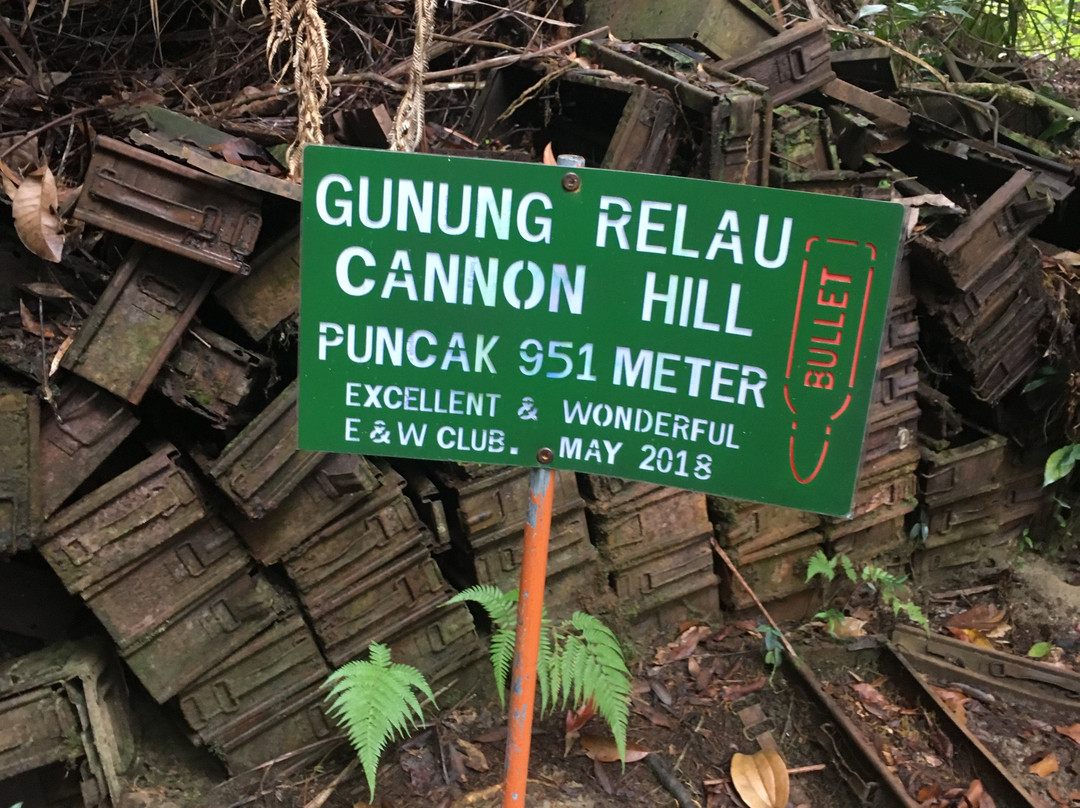 GUNUNG RELAU
CANNON HILL
PUNCAK 951 METER
EXCELLENT & WONDERFUL
E & W CLUB. MAY 2018
BULLET